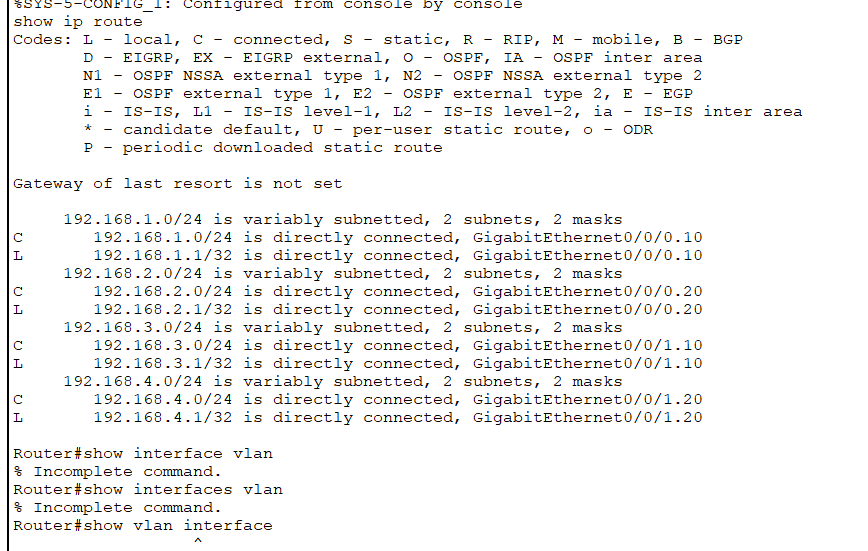 %SYS-5-CONFIG_I: Configured from console by console
show ip route
Codes: L - local, C - connected, S - static, R - RIP, M - mobile, B - BGP
D - EIGRP, EX - EIGRP external, O - OSPF, IA - OSPF inter area
N1 - OSPF NSSA external type 1, N2 - OSPF NSSA external type 2
E1 - OSPF external type 1, E2 - OSPF external type 2, E - EGP
i - IS-IS, L1 - IS-IS level-1, L2 - IS-IS level-2, ia - IS-IS inter area
* - candidate default, U - per-user static route, o - ODR
P - periodic downloaded static route
Gateway of last resort is not set
192.168.1.0/24 is variably subnetted, 2 subnets, 2 masks
C 192.168.1.0/24 is directly connected, GigabitEthernet0/0/0.10
L 192.168.1.1/32 is directly connected, GigabitEthernet0/0/0.10
192.168.2.0/24 is variably subnetted, 2 subnets, 2 masks
C 192.168.2.0/24 is directly connected, GigabitEthernet0/0/0.20
L 192.168.2.1/32 is directly connected, GigabitEthernet0/0/0.20
192.168.3.0/24 is variably subnetted, 2 subnets, 2 masks
C 192.168.3.0/24 is directly connected, GigabitEthernet0/0/1.10
L 192.168.3.1/32 is directly connected, GigabitEthernet0/0/1.10
192.168.4.0/24 is variably subnetted, 2 subnets, 2 masks
C 192.168.4.0/24 is directly connected, GigabitEthernet0/0/1.20
L 192.168.4.1/32 is directly connected, GigabitEthernet0/0/1.20
Router#show interface vlan
% Incomplete command.
Router#show interfaces vlan
% Incomplete command.
Router#show vlan interface
^